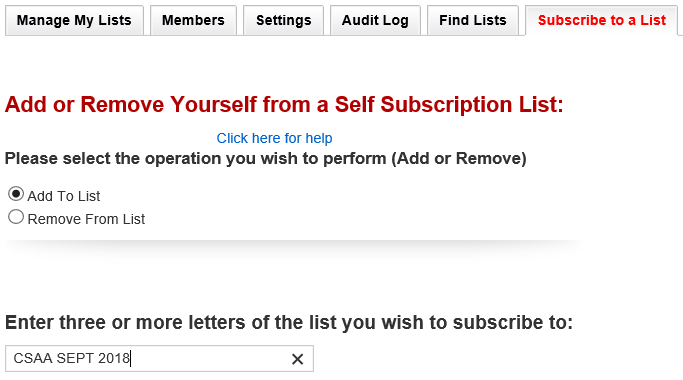 Manage My Lists Members Settings Audit Log Find Lists Subscribe to a List
Add or Remove Yourself from a Self Subscription List:
Click here for help
Please select the operation you wish to perform (Add or Remove)
Add To List
Remove From List
Enter three or more letters of the list you wish to subscribe to:
CSAA SEPT 2018